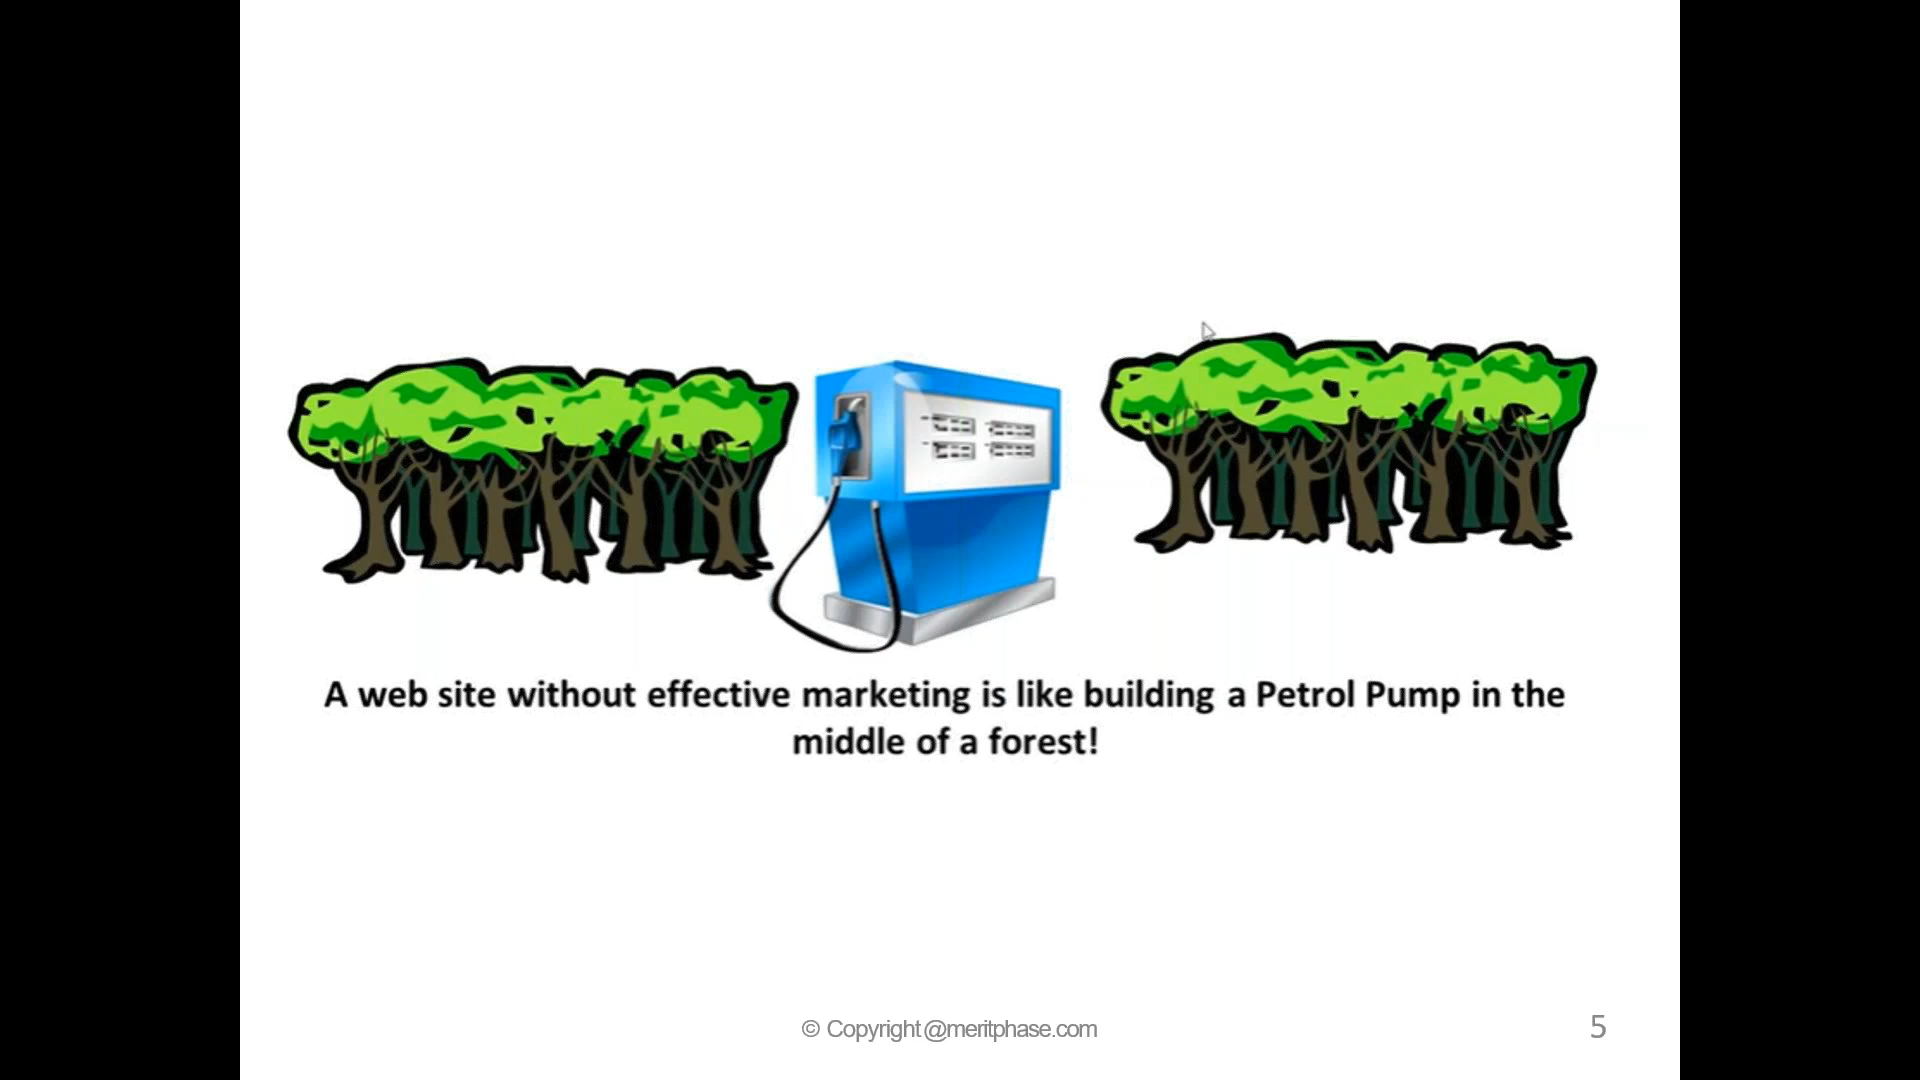 A web site without effective marketing is like building a Petrol Pump in the
middle of a forest!
© Copyright @meritphase.com
5